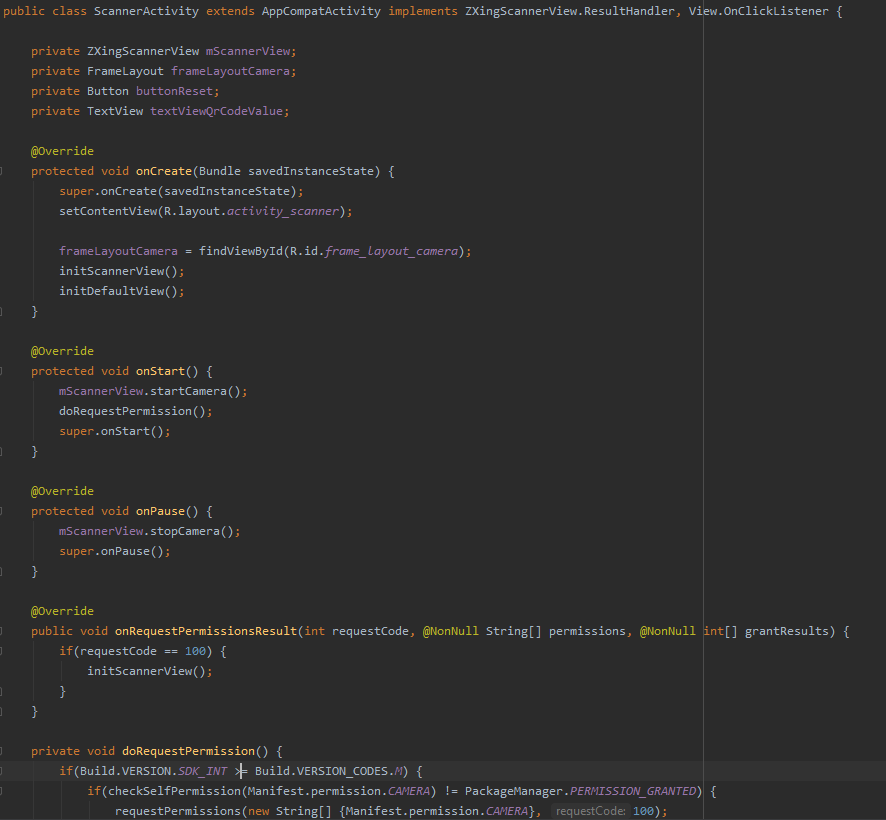 public class ScannerActivity extends AppCompatActivity implements ZXingScannerView.ResultHandler, View.OnClickListener {
private ZXingScannerView mScannerView;
private FrameLayout frameLayoutCamera;
private Button buttonReset;
private TextView textViewQrCodeValue;
@Override
protected void onCreate(Bundle savedInstanceState) {
super.onCreate(savedInstanceState);
setContentView(R.layout.activity_scanner);
frameLayoutCamera = findViewById(R.id.frame_layout_camera);
initScannerView();
initDefaultView();
}
@Override
protected void onStart() {
mScannerView.startCamera();
doRequestPermission();
super.onStart();
}
@Override
protected void onPause() {
mScannerView.stopCamera();
super.onPause();
}
@Override
public void onRequestPermissionsResult(int requestCode, @NonNull String[] permissions, @NonNull int[] grantResults) {
if(requestCode == 100) {
initScannerView();
}
}
private void doRequestPermission() {
if(Build.VERSION.SDK_INT >= Build.VERSION_CODES.M) {
if(checkSelfPermission(Manifest.permission.CAMERA) != PackageManager.PERMISSION_GRANTED) {
requestPermissions(new String[] {Manifest.permission.CAMERA}, requestCode: 100);